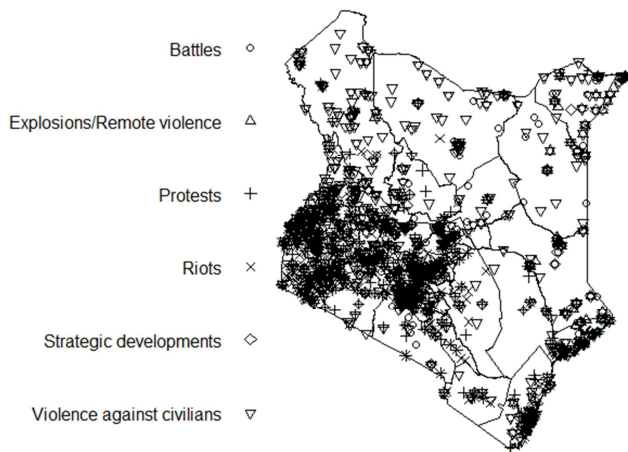 Battles
Explosions/Remote violence
Protests
Riots
Strategic developments
Violence against civilians